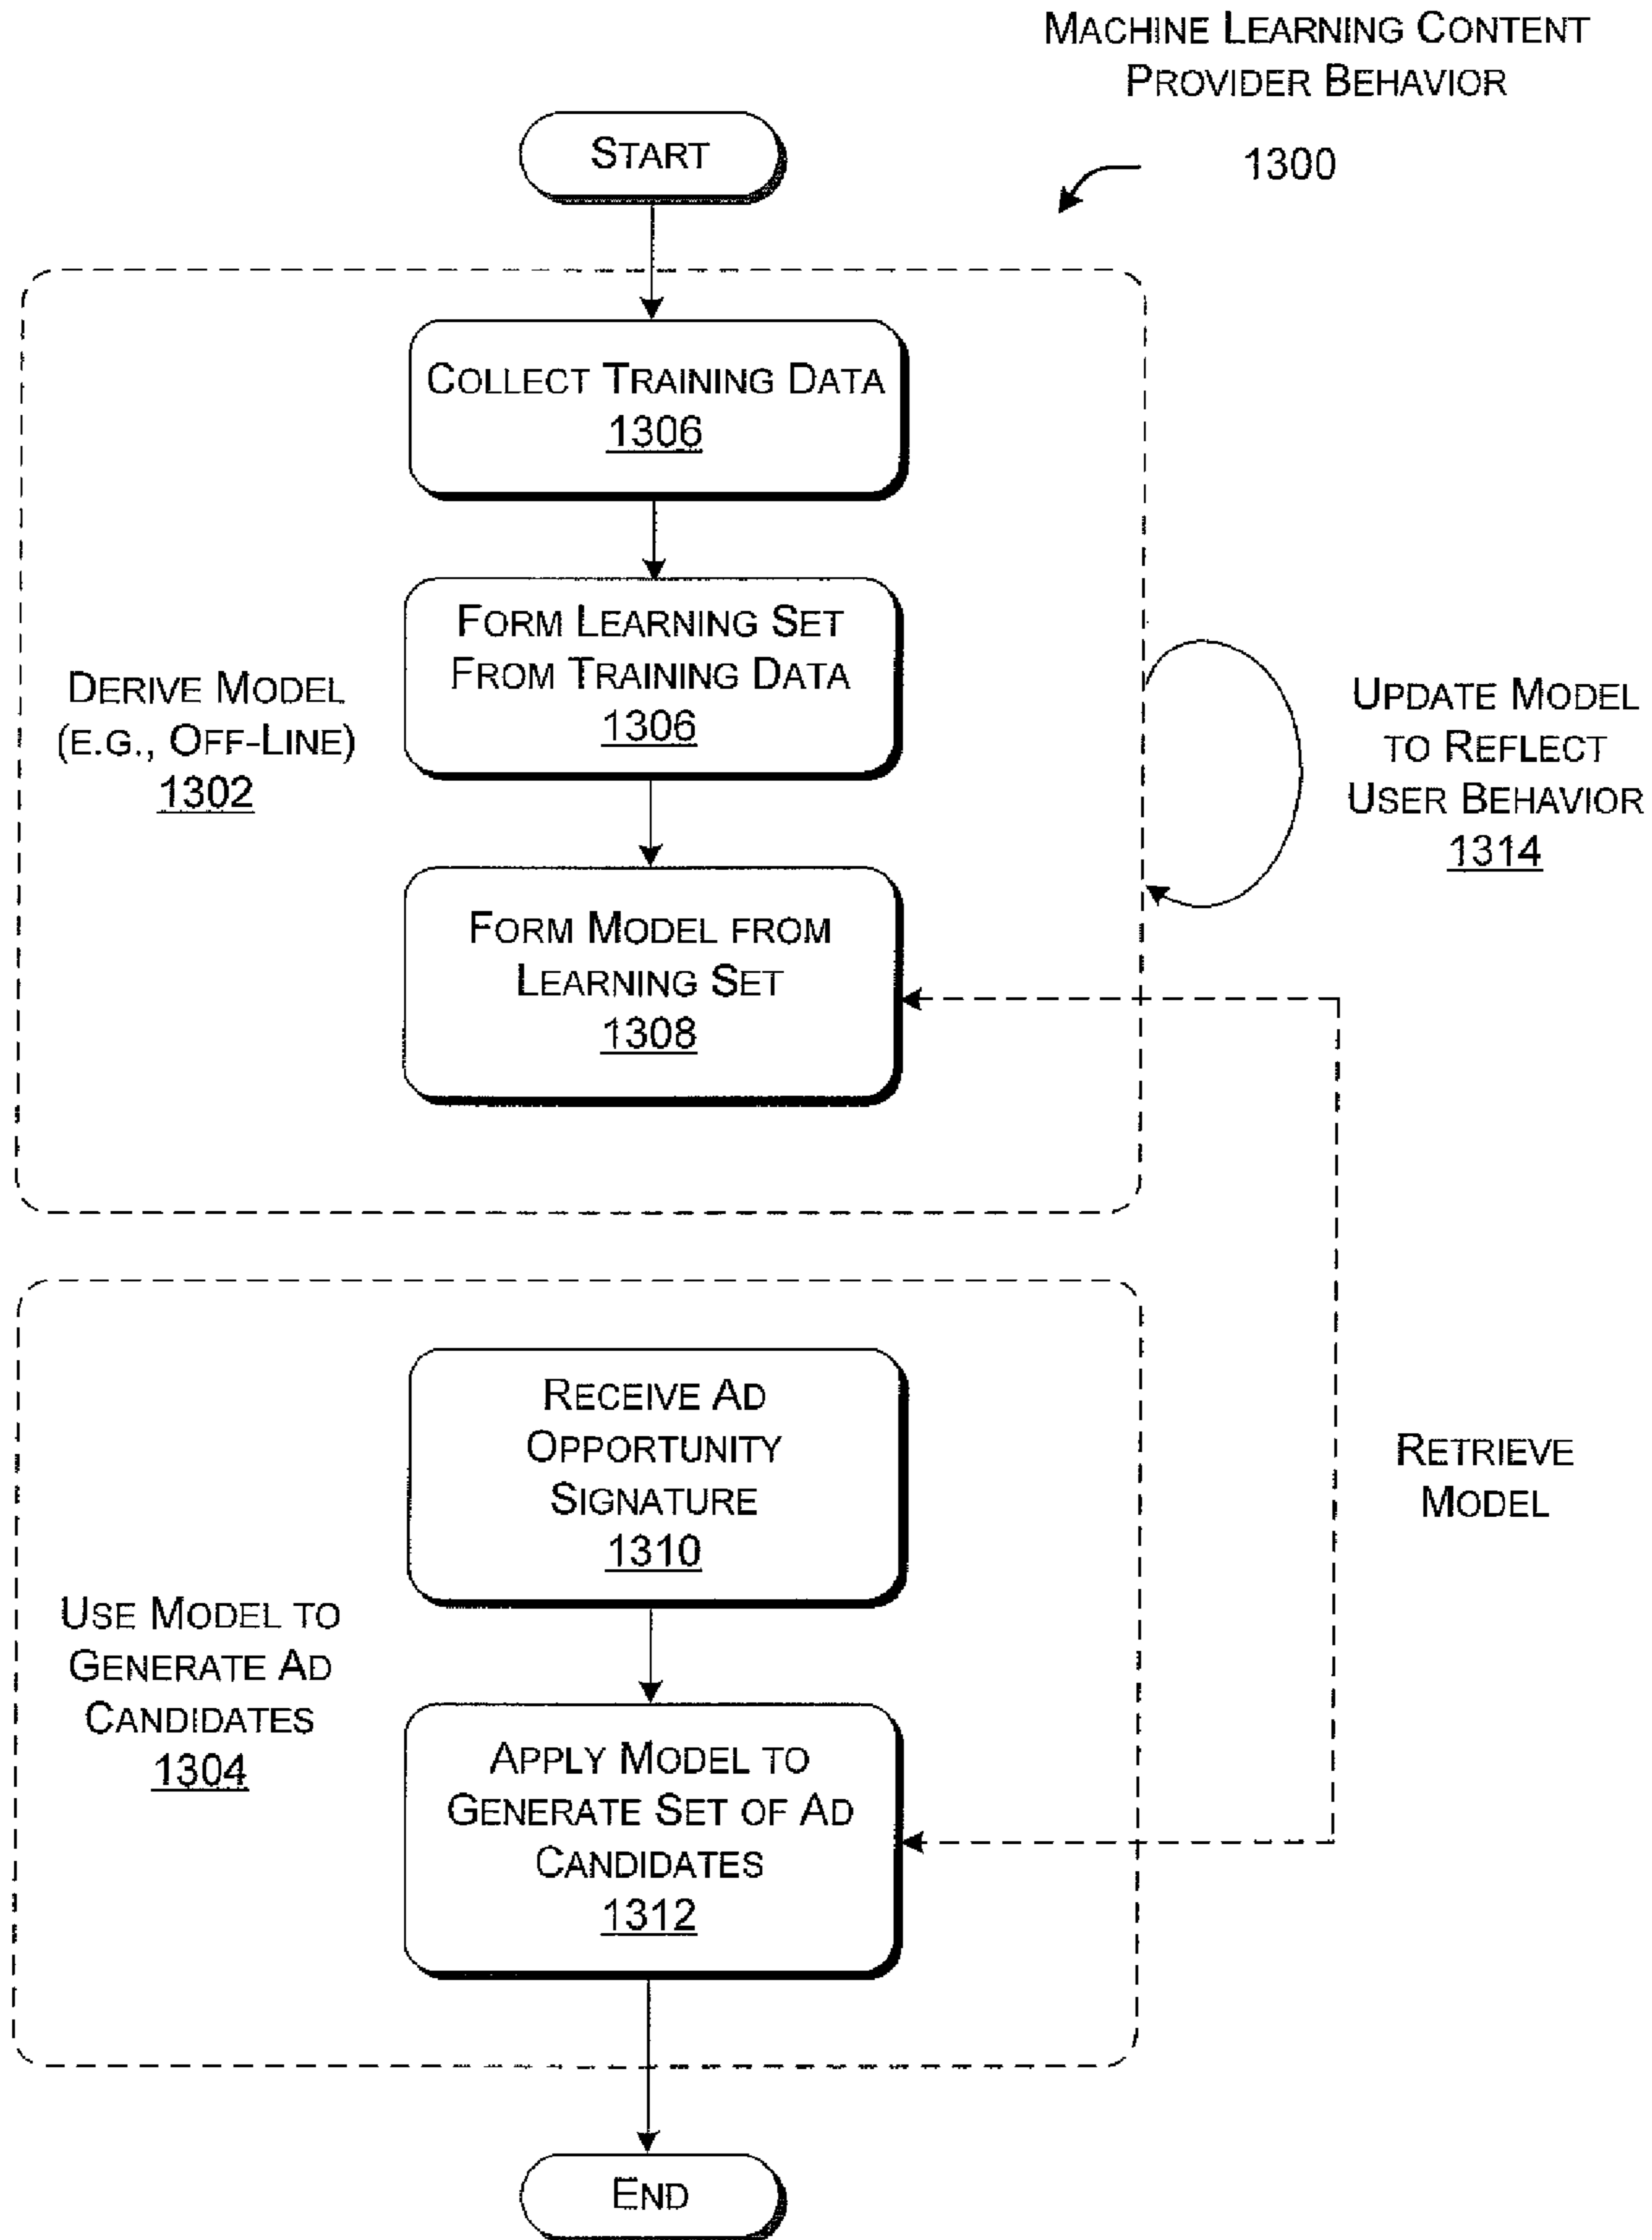 MACHINE LEARNING CONTENT
PROVIDER BEHAVIOR
1300
START
COLLECT TRAINING DATA
1306
FORM LEARNING SET
FROM TRAINING DATA
1306
DERIVE MODEL
(E.G., OFF-LINE)
1302
UPDATE MODEL
TO REFLECT
USER BEHAVIOR
1314
FORM MODEL FROM
LEARNING SET
1308
RECEIVE AD
OPPORTUNITY
SIGNATURE
1310
RETRIEVE
MODEL
USE MODEL TO
GENERATE AD
CANDIDATES
1304
APPLY MODEL TO
GENERATE SET OF AD
CANDIDATES
1312
END